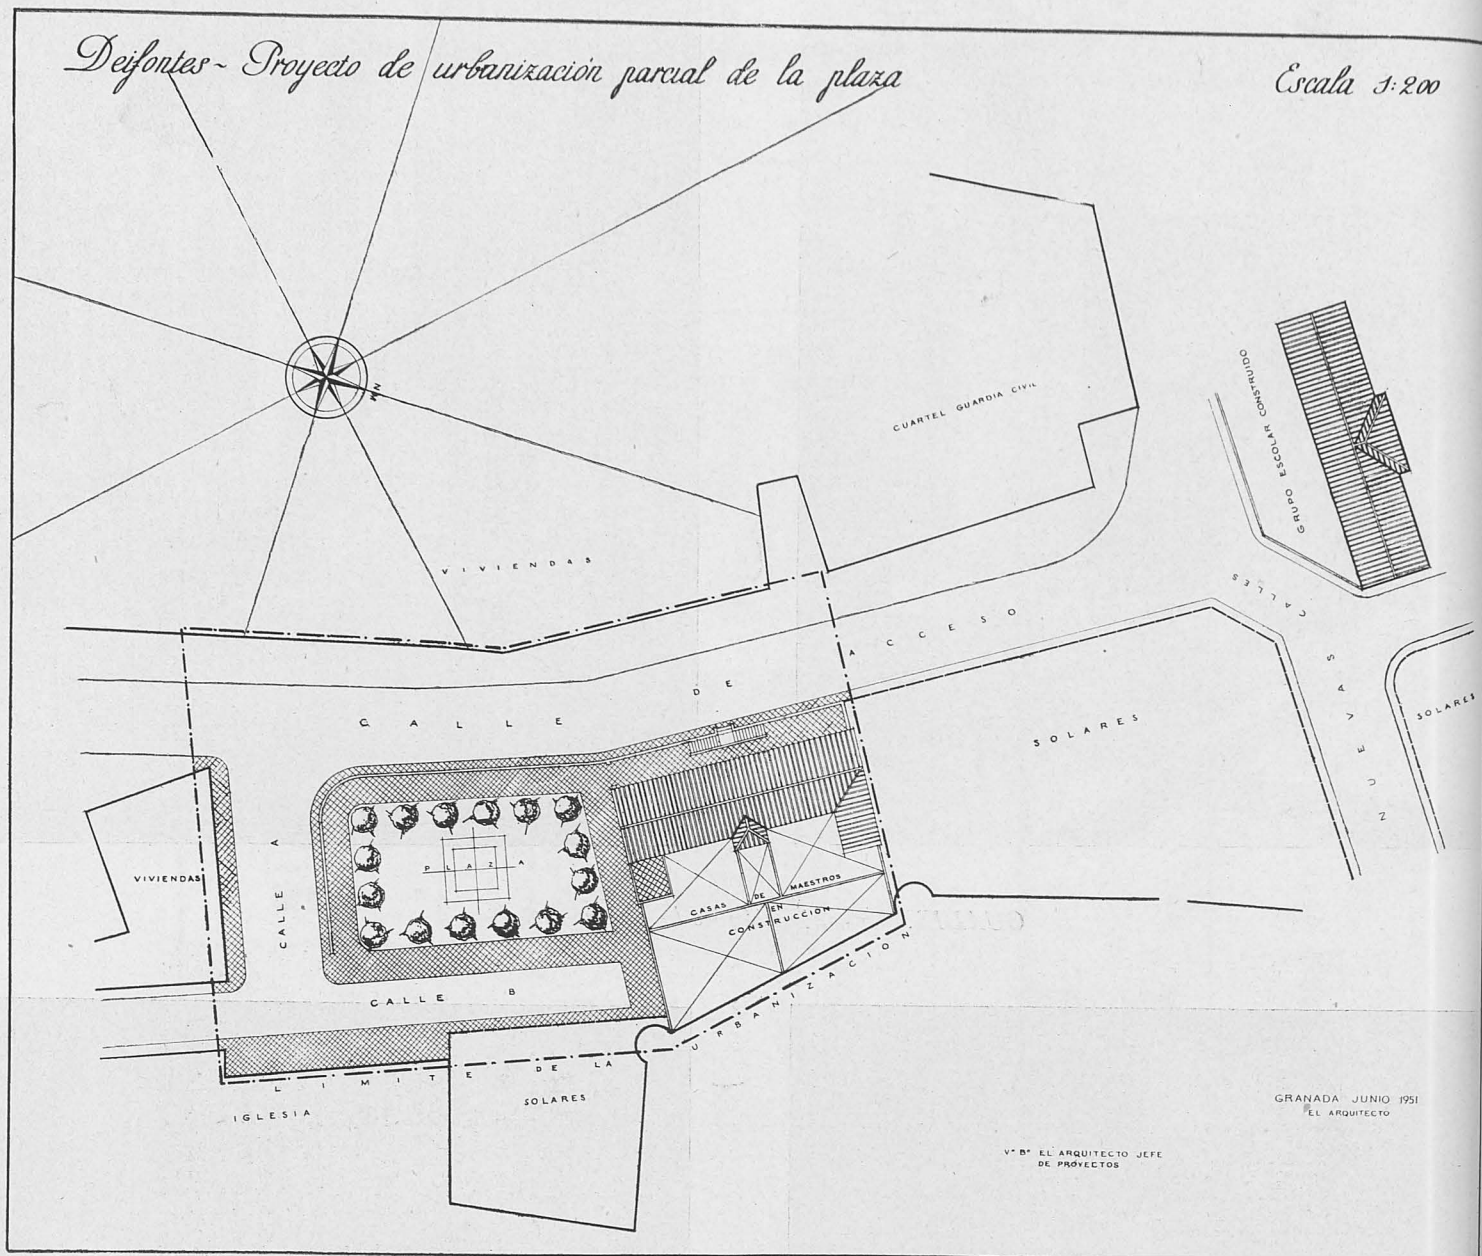 Deifontes ~ Proyecto de urbanización parcial de la plaza
Escala 1:200
NM
CUARTEL GUARDIA CIVIL
GRUPO ESCOLAR CONSTRUIDO
VIVIENDAS
CALLE DE ACCESO
CALLES NUEVAS
SOLARES
SOLARES
VIVIENDAS
CALLE A
PLAZA
CASAS DE MAESTROS
EN
CONSTRUCCION
CALLE B
LIMITE DE LA URBANIZACION
IGLESIA
SOLARES
GRANADA JUNIO 1951
EL ARQUITECTO
Vº Bº EL ARQUITECTO JEFE
DE PROYECTOS